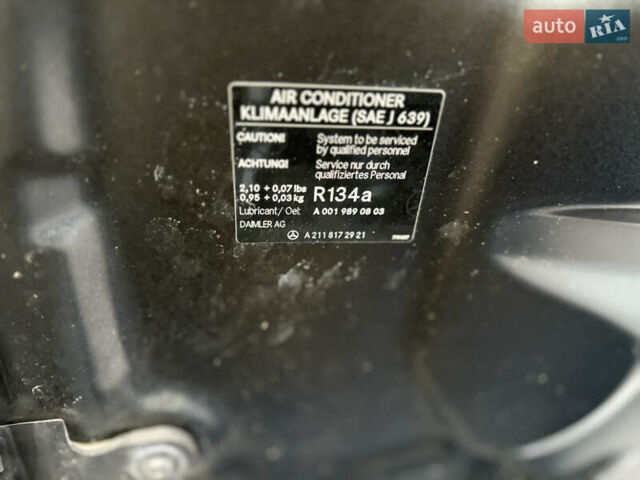 auto RIA .com
AIR CONDITIONER
KLIMAANLAGE (SAE J 639)
CAUTION! System to be serviced
by qualified personnel
ACHTUNG! Service nur durch
qualifiziertes Personal
2,10 + 0,07 lbs R134a
0,95 + 0,03 kg
Lubricant/ Oel: A 001 989 08 03
DAIMLER AG
A 211 817 29 21